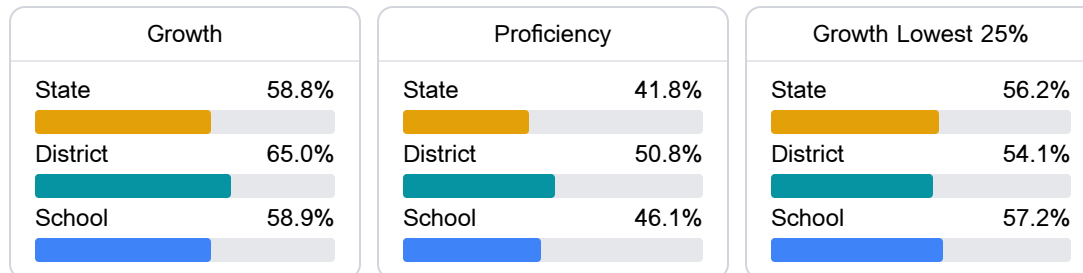 Growth
State 58.8%
District 65.0%
School 58.9%
Proficiency
State 41.8%
District 50.8%
School 46.1%
Growth Lowest 25%
State 56.2%
District 54.1%
School 57.2%